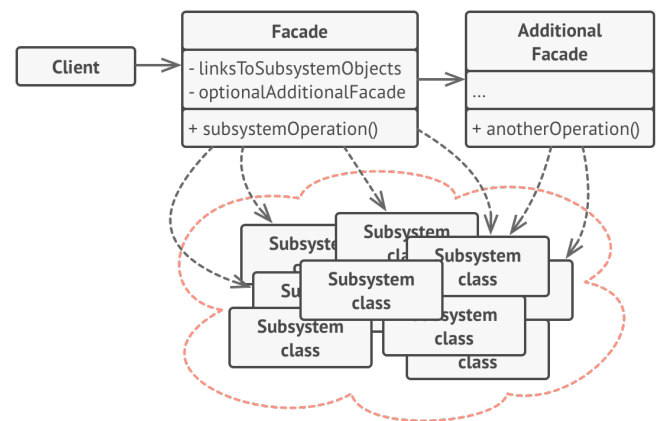 Client
Facade
- linksToSubsystemObjects
- optionalAdditionalFacade
+ subsystemOperation()
Additional
Facade
...
+ anotherOperation()
Subsystem
class
Subsystem
class
Subsystem
class
Subsystem
class
Subsystem
class
class